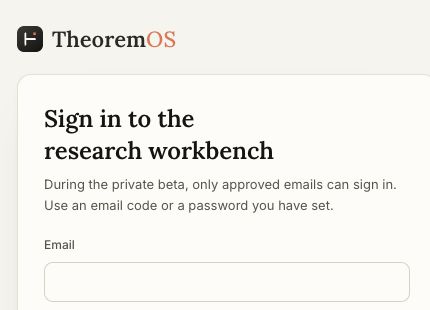 TheoremOS
Sign in to the
research workbench
During the private beta, only approved emails can sign in.
Use an email code or a password you have set.
Email